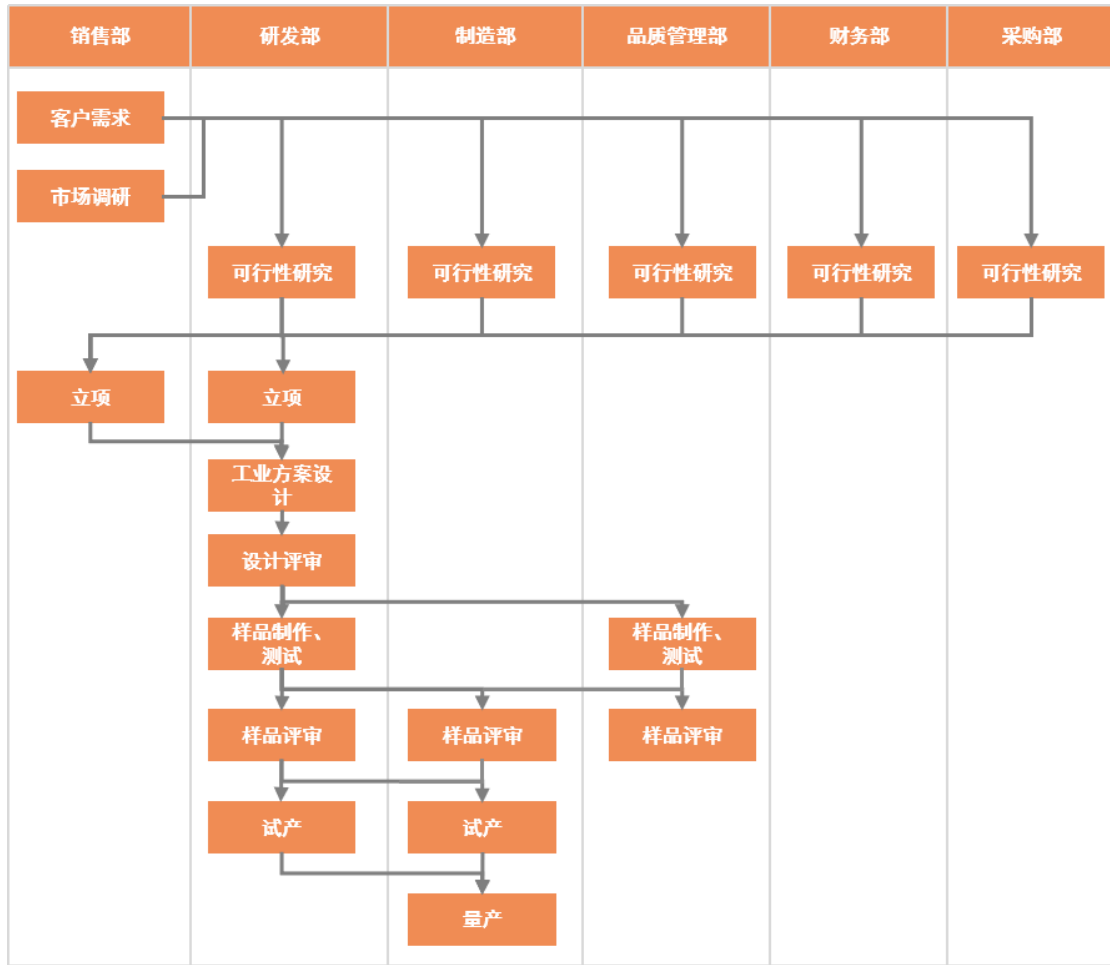 销售部
研发部
制造部
品质管理部
财务部
采购部
客户需求
市场调研
可行性研究
可行性研究
可行性研究
可行性研究
可行性研究
立项
立项
工业方案设
计
设计评审
样品制作、
测试
样品制作、
测试
样品评审
样品评审
样品评审
试产
试产
量产